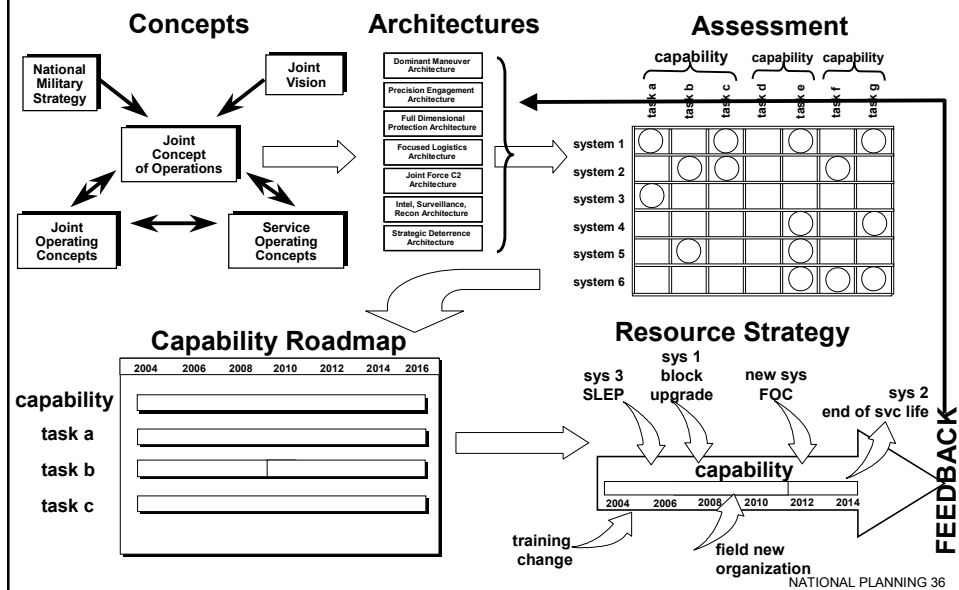 Concepts
National
Military
Strategy
Joint
Vision
Joint
Concept
of Operations
Joint
Operating
Concepts
Service
Operating
Concepts
Architectures
Dominant Maneuver
Architecture
Precision Engagement
Architecture
Full Dimensional
Protection Architecture
Focused Logistics
Architecture
Joint Force C2
Architecture
Intel, Surveillance,
Recon Architecture
Strategic Deterrence
Architecture
Assessment
capability
capability
capability
task a
task b
task c
task d
task e
task f
task g
system 1
system 2
system 3
system 4
system 5
system 6
Capability Roadmap
2004 2006 2008 2010 2012 2014 2016
capability
task a
task b
task c
Resource Strategy
sys 3
SLEP
sys 1
block
upgrade
new sys
FOC
sys 2
end of svc life
capability
2004 2006 2008 2010 2012 2014
training
change
field new
organization
FEEDBACK
NATIONAL PLANNING 36